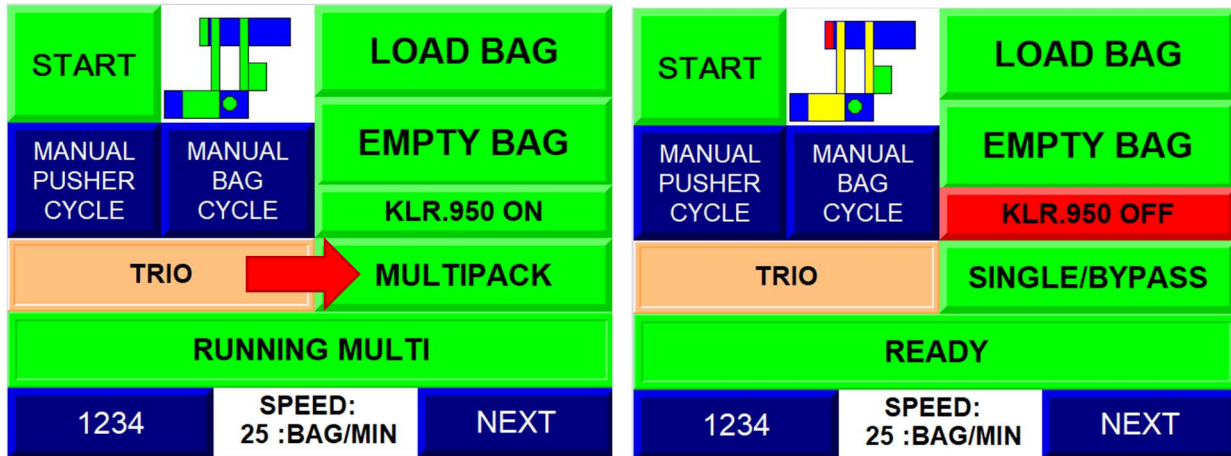 START
LOAD BAG
MANUAL
PUSHER
CYCLE
MANUAL
BAG
CYCLE
EMPTY BAG
KLR.950 ON
TRIO
MULTIPACK
RUNNING MULTI
1234
SPEED:
25 :BAG/MIN
NEXT
START
LOAD BAG
MANUAL
PUSHER
CYCLE
MANUAL
BAG
CYCLE
EMPTY BAG
KLR.950 OFF
TRIO
SINGLE/BYPASS
READY
1234
SPEED:
25 :BAG/MIN
NEXT